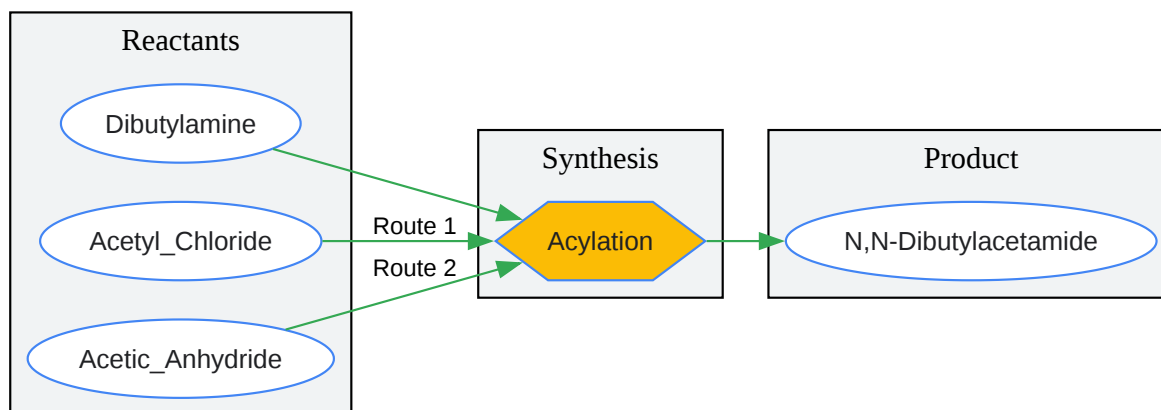 Reactants
Dibutylamine
Acetyl_Chloride
Acetic_Anhydride
Route 1
Route 2
Synthesis
Acylation
Product
N,N-Dibutylacetamide